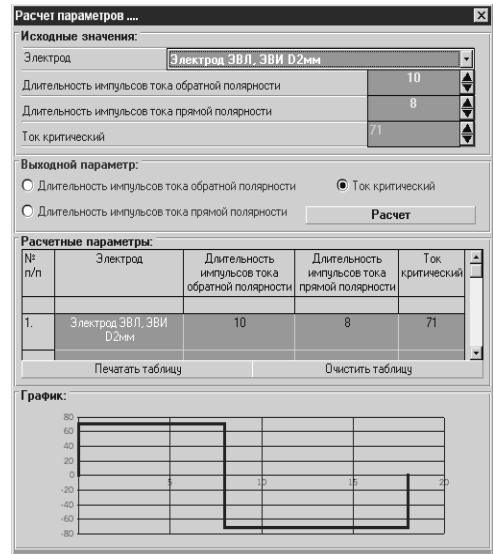 Расчет параметров ....
Исходные значения:
Электрод
Электрод ЭВЛ, ЭВИ D2мм
Длительность импульсов тока обратной полярности
10
Длительность импульсов тока прямой полярности
8
Ток критический
71
Выходной параметр:
Длительность импульсов тока обратной полярности
Ток критический
Длительность импульсов тока прямой полярности
Расчет
Расчетные параметры:
№ п/п
Электрод
Длительность импульсов тока обратной полярности
Длительность импульсов тока прямой полярности
Ток критический
1.
Электрод ЭВЛ, ЭВИ D2мм
10
8
71
Печатать таблицу
Очистить таблицу
График:
80
60
40
20
0
-20
-40
-60
-80
5
10
15
20